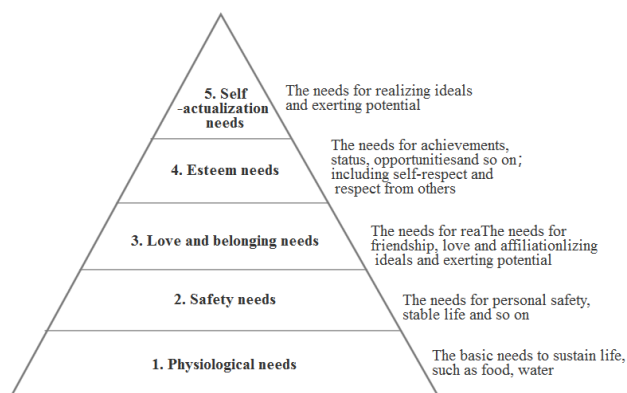 5. Self
-actualization
needs
The needs for realizing ideals
and exerting potential
4. Esteem needs
The needs for achievements,
status, opportunitiesand so on;
including self-respect and
respect from others
3. Love and belonging needs
The needs for reaThe needs for
friendship, love and affiliationlizing
ideals and exerting potential
2. Safety needs
The needs for personal safety,
stable life and so on
1. Physiological needs
The basic needs to sustain life,
such as food, water